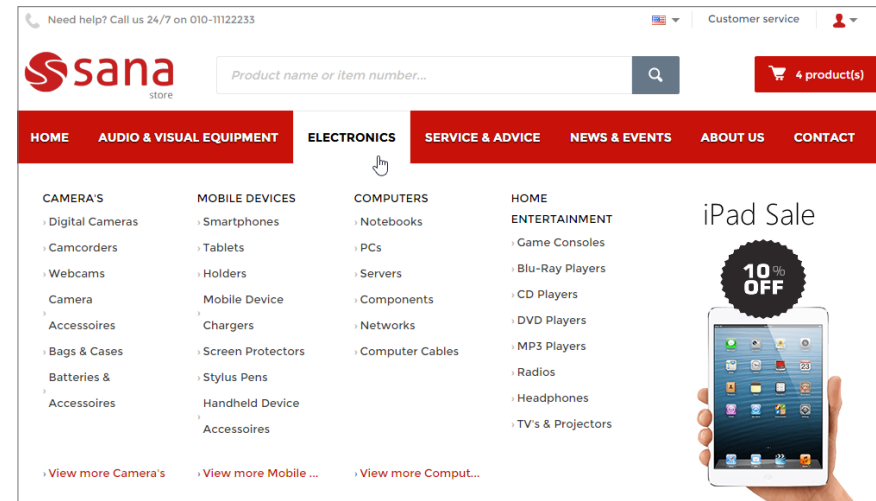 Need help? Call us 24/7 on 010-11122233
Customer service
sana
store
Product name or item number...
4 product(s)
HOME
AUDIO & VISUAL EQUIPMENT
ELECTRONICS
SERVICE & ADVICE
NEWS & EVENTS
ABOUT US
CONTACT
CAMERA'S
› Digital Cameras
› Camcorders
› Webcams
› Camera
Accessoires
› Bags & Cases
› Batteries &
Accessoires
› View more Camera's
MOBILE DEVICES
› Smartphones
› Tablets
› Holders
› Mobile Device
Chargers
› Screen Protectors
› Stylus Pens
› Handheld Device
Accessoires
› View more Mobile ...
COMPUTERS
› Notebooks
› PCs
› Servers
› Components
› Networks
› Computer Cables
› View more Comput...
HOME
ENTERTAINMENT
› Game Consoles
› Blu-Ray Players
› CD Players
› DVD Players
› MP3 Players
› Radios
› Headphones
› TV's & Projectors
iPad Sale
10%
OFF
23